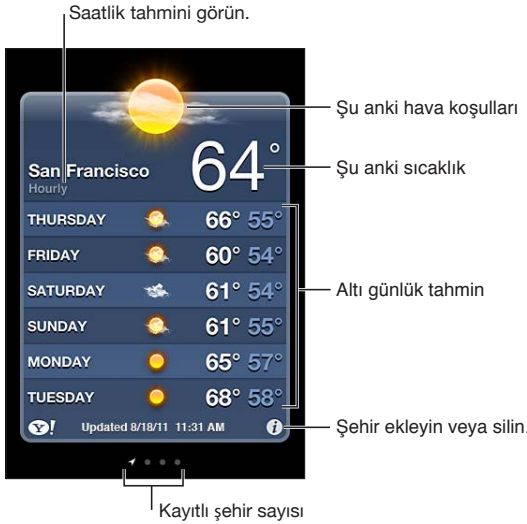 Saatlik tahmini görün.
Şu anki hava koşulları
64°
Şu anki sıcaklık
San Francisco
Hourly
THURSDAY 66° 55°
FRIDAY 60° 54°
SATURDAY 61° 54°
Altı günlük tahmin
SUNDAY 61° 55°
MONDAY 65° 57°
TUESDAY 68° 58°
Y! Updated 8/18/11 11:31 AM i
Şehir ekleyin veya silin.
Kayıtlı şehir sayısı